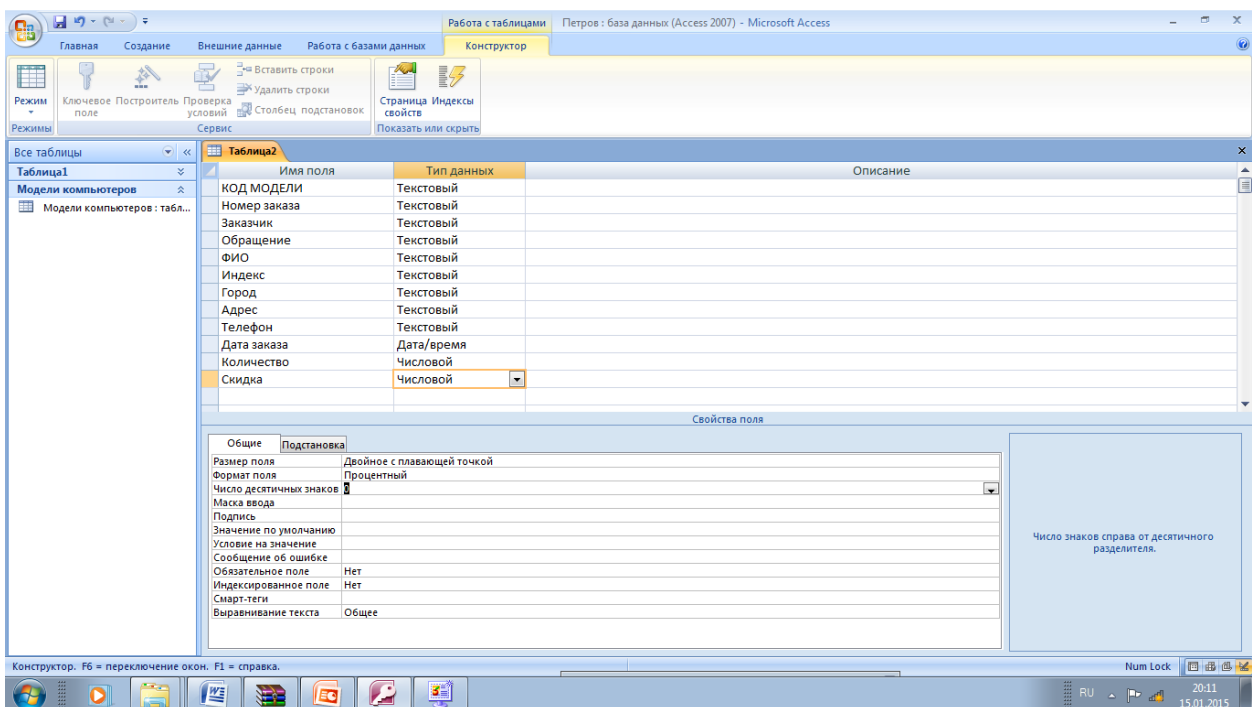 Работа с таблицами Петров : база данных (Access 2007) - Microsoft Access
Главная Создание Внешние данные Работа с базами данных Конструктор
Режим
Ключевое поле
Построитель
Проверка условий
Вставить строки
Удалить строки
Столбец подстановок
Страница свойств
Индексы
Режимы Сервис Показать или скрыть
Все таблицы
Таблица1
Модели компьютеров
Модели компьютеров : табл...
Таблица2
Имя поля Тип данных Описание
КОД МОДЕЛИ Текстовый
Номер заказа Текстовый
Заказчик Текстовый
Обращение Текстовый
ФИО Текстовый
Индекс Текстовый
Город Текстовый
Адрес Текстовый
Телефон Текстовый
Дата заказа Дата/время
Количество Числовой
Скидка Числовой
Свойства поля
Общие Подстановка
Размер поля Двойное с плавающей точкой
Формат поля Процентный
Число десятичных знаков 0
Маска ввода
Подпись
Значение по умолчанию
Условие на значение
Сообщение об ошибке
Обязательное поле Нет
Индексированное поле Нет
Смарт-теги
Выравнивание текста Общее
Число знаков справа от десятичного
разделителя.
Конструктор. F6 = переключение окон. F1 = справка. Num Lock
RU 20:11
15.01.2015